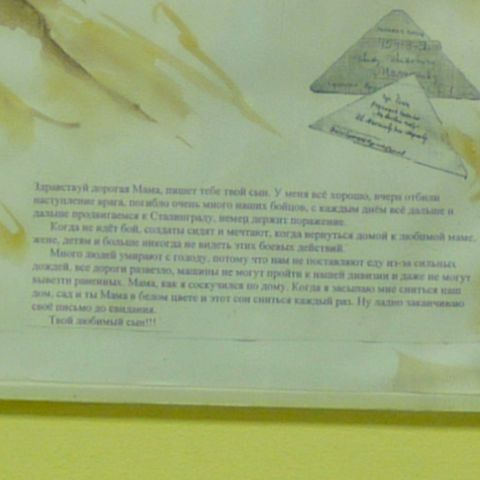 Здравствуй дорогая Мама, пишет тебе твой сын. У меня всё хорошо, вчера отбили
наступление врага, погибло очень много наших бойцов, с каждым днём всё дальше и
дальше продвигаемся к Сталинграду, немер держит поражение.
Когда не идёт бой, солдаты сидят и мечтают, когда вернуться домой к любимой маме,
жене, детям и больше никогда не видеть этих боевых действий.
Много людей умирают с голоду, потому что нам не поставляют еду из-за сильных
дождей, все дороги развезло, машины не могут пройти к нашей дивизии и даже не могут
вывезти раненных. Мама, как я соскучился по дому. Когда я засыпаю мне сниться наш
дом, сад и ты Мама в белом цвете и этот сон сниться каждый раз. Ну ладно заканчиваю
своё письмо до свидания.
Твой любимый сын!!!